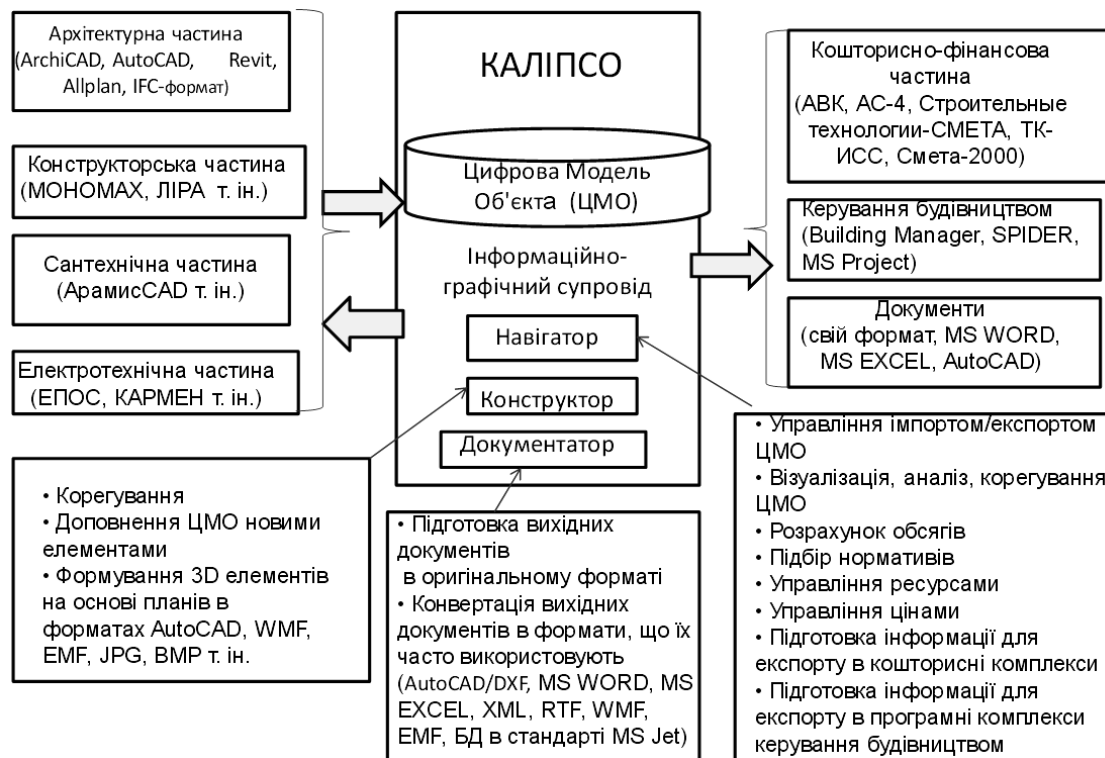 Архітектурна частина
(ArchiCAD, AutoCAD, Revit,
Allplan, IFC-формат)
Конструкторська частина
(МОНОМАХ, ЛІРА т. ін.)
Сантехнічна частина
(АрамисCAD т. ін.)
Електротехнічна частина
(ЕПОС, КАРМЕН т. ін.)
КАЛІПСО
Цифрова Модель
Об'єкта (ЦМО)
Інформаційно-
графічний супровід
Навігатор
Конструктор
Документатор
Кошторисно-фінансова
частина
(АВК, АС-4, Строительные
технологии-СМЕТА, ТК-
ИСС, Смета-2000)
Керування будівництвом
(Building Manager, SPIDER,
MS Project)
Документи
(свій формат, MS WORD,
MS EXCEL, AutoCAD)
• Корегування
• Доповнення ЦМО новими
елементами
• Формування 3D елементів
на основі планів в
форматах AutoCAD, WMF,
EMF, JPG, BMP т. ін.
• Підготовка вихідних
документів
в оригінальному форматі
• Конвертація вихідних
документів в формати, що їх
часто використовують
(AutoCAD/DXF, MS WORD, MS
EXCEL, XML, RTF, WMF,
EMF, БД в стандарті MS Jet)
• Управління імпортом/експортом
ЦМО
• Візуалізація, аналіз, корегування
ЦМО
• Розрахунок обсягів
• Підбір нормативів
• Управління ресурсами
• Управління цінами
• Підготовка інформації для
експорту в кошторисні комплекси
• Підготовка інформації для
експорту в програмні комплекси
керування будівництвом